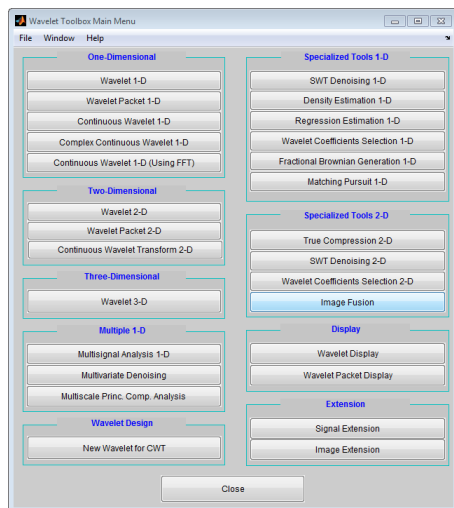 Wavelet Toolbox Main Menu
File Window Help
One-Dimensional
Wavelet 1-D
Wavelet Packet 1-D
Continuous Wavelet 1-D
Complex Continuous Wavelet 1-D
Continuous Wavelet 1-D (Using FFT)
Two-Dimensional
Wavelet 2-D
Wavelet Packet 2-D
Continuous Wavelet Transform 2-D
Three-Dimensional
Wavelet 3-D
Multiple 1-D
Multisignal Analysis 1-D
Multivariate Denoising
Multiscale Princ. Comp. Analysis
Wavelet Design
New Wavelet for CWT
Specialized Tools 1-D
SWT Denoising 1-D
Density Estimation 1-D
Regression Estimation 1-D
Wavelet Coefficients Selection 1-D
Fractional Brownian Generation 1-D
Matching Pursuit 1-D
Specialized Tools 2-D
True Compression 2-D
SWT Denoising 2-D
Wavelet Coefficients Selection 2-D
Image Fusion
Display
Wavelet Display
Wavelet Packet Display
Extension
Signal Extension
Image Extension
Close